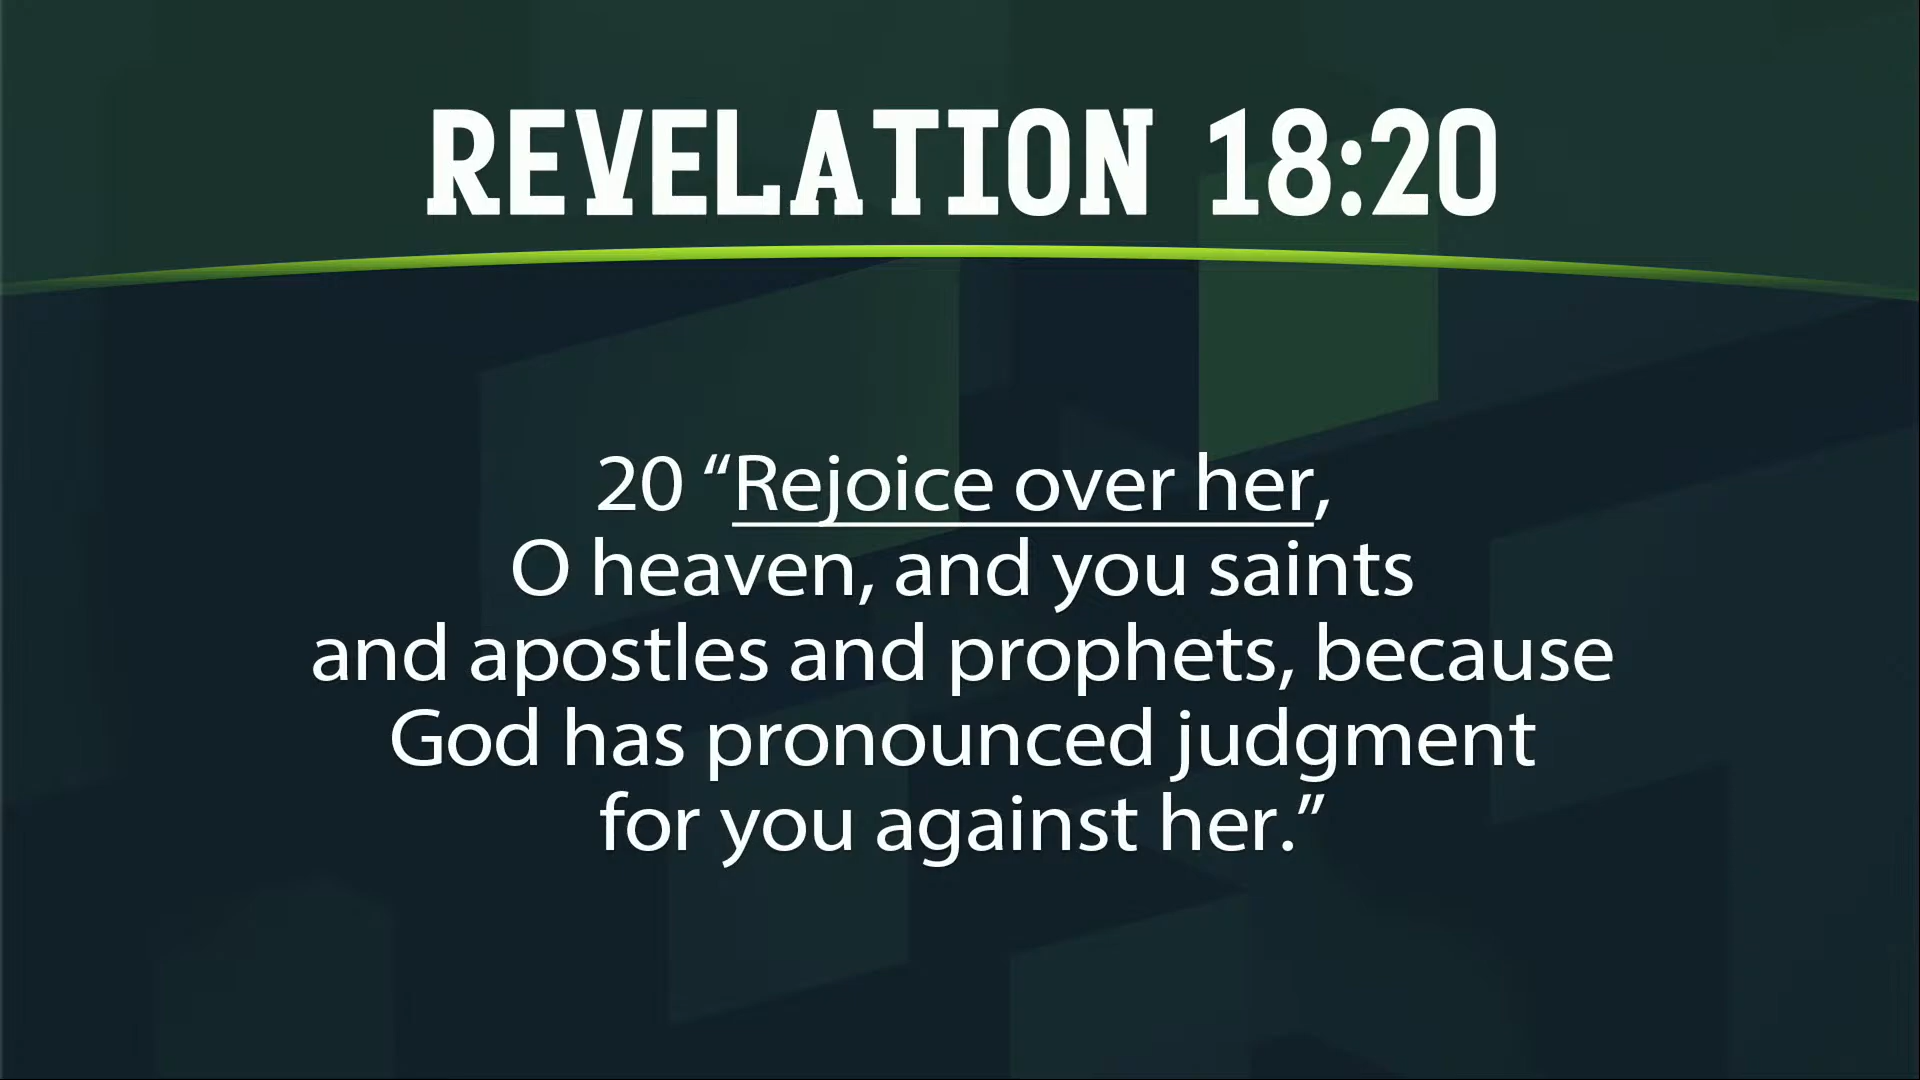 REVELATION 18:20
20 “Rejoice over her,
O heaven, and you saints
and apostles and prophets, because
God has pronounced judgment
for you against her.”